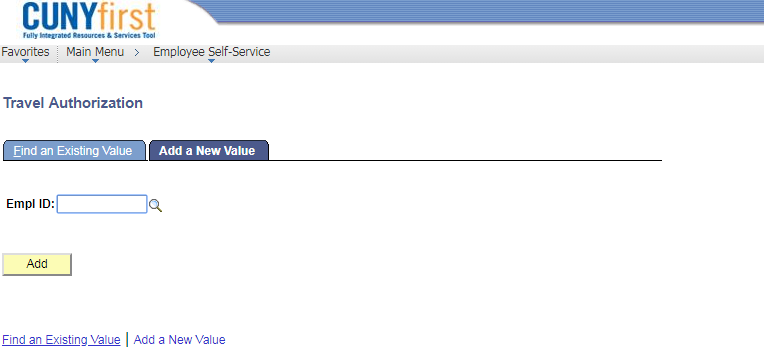 CUNYfirst
Fully Integrated Resources & Services Tool
Favorites Main Menu > Employee Self-Service
Travel Authorization
Find an Existing Value Add a New Value
Empl ID:
Add
Find an Existing Value | Add a New Value